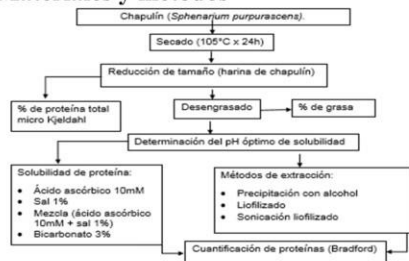 Chapulín (Sphenarium purpurascens).
Secado (105°C x 24h)
Reducción de tamaño (harina de chapulín)
% de proteína total
micro Kjeldahl
Desengrasado
% de grasa
Determinación del pH óptimo de solubilidad
Solubilidad de proteína:
• Ácido ascórbico 10mM
• Sal 1%
• Mezcla (ácido ascórbico
10mM + sal 1%)
• Bicarbonato 3%
Métodos de extracción:
• Precipitación con alcohol
• Liofilizado
• Sonicación liofilizado
Cuantificación de proteínas (Bradford)